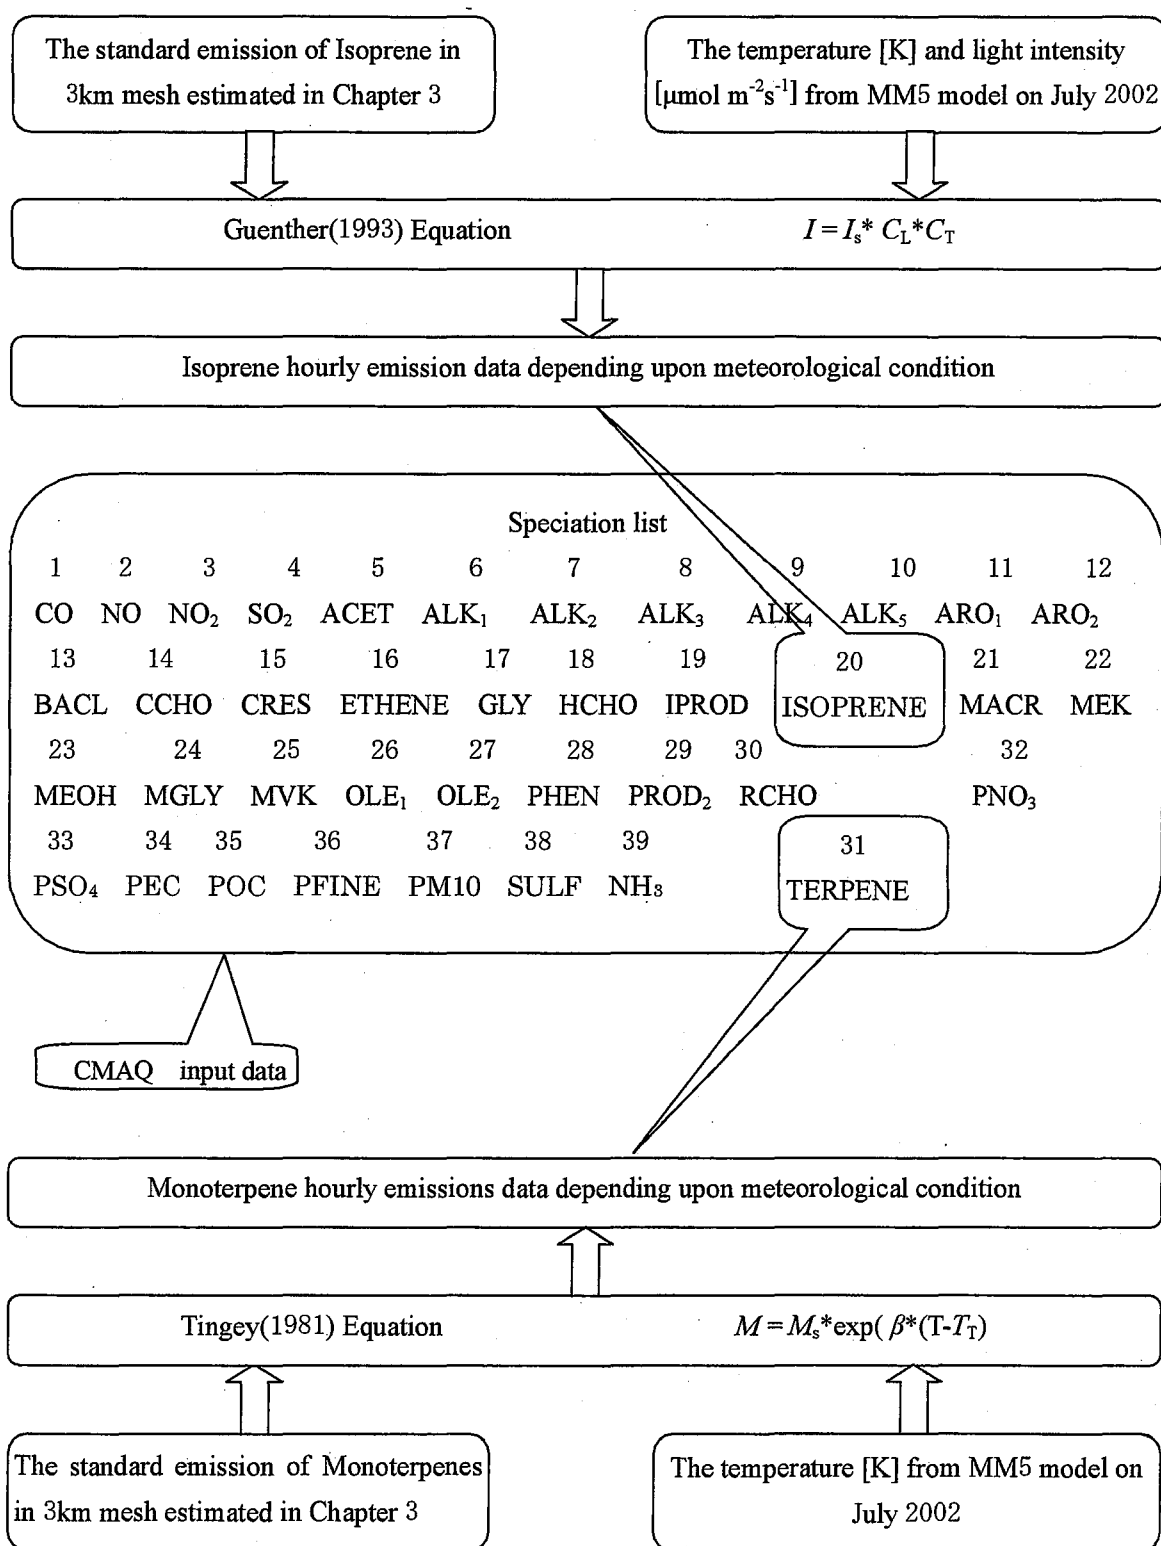 The standard emission of Isoprene in
3km mesh estimated in Chapter 3
The temperature [K] and light intensity
[μmol m⁻²s⁻¹] from MM5 model on July 2002
Guenther(1993) Equation I=Iₛ* C_L*C_T
Isoprene hourly emission data depending upon meteorological condition
Speciation list
1 2 3 4 5 6 7 8 9 10 11 12
CO NO NO₂ SO₂ ACET ALK₁ ALK₂ ALK₃ ALK₄ ALK₅ ARO₁ ARO₂
13 14 15 16 17 18 19 20 21 22
BACL CCHO CRES ETHENE GLY HCHO IPROD ISOPRENE MACR MEK
23 24 25 26 27 28 29 30 32
MEOH MGLY MVK OLE₁ OLE₂ PHEN PROD₂ RCHO PNO₃
33 34 35 36 37 38 39 31
PSO₄ PEC POC PFINE PM10 SULF NH₃ TERPENE
CMAQ input data
Monoterpene hourly emissions data depending upon meteorological condition
Tingey(1981) Equation M=Mₛ*exp( β*(T-T_T)
The standard emission of Monoterpenes
in 3km mesh estimated in Chapter 3
The temperature [K] from MM5 model on
July 2002